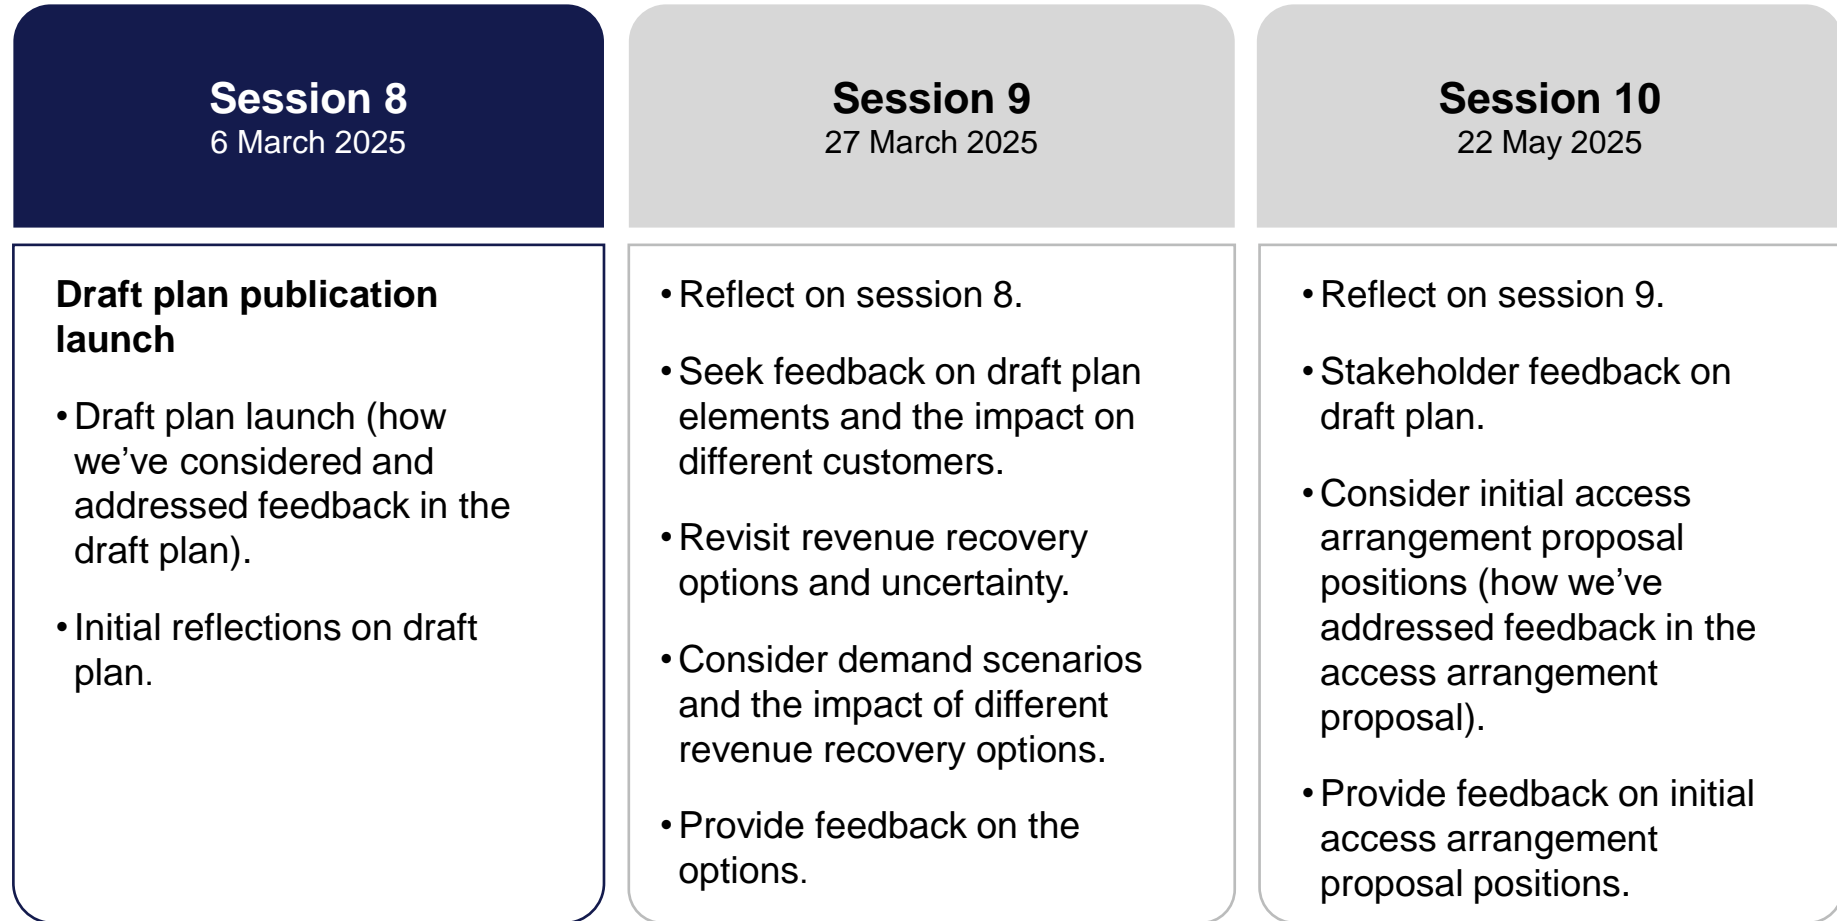 Session 8
6 March 2025
Draft plan publication
launch
• Draft plan launch (how
we’ve considered and
addressed feedback in the
draft plan).
• Initial reflections on draft
plan.
Session 9
27 March 2025
• Reflect on session 8.
• Seek feedback on draft plan
elements and the impact on
different customers.
• Revisit revenue recovery
options and uncertainty.
• Consider demand scenarios
and the impact of different
revenue recovery options.
• Provide feedback on the
options.
Session 10
22 May 2025
• Reflect on session 9.
• Stakeholder feedback on
draft plan.
• Consider initial access
arrangement proposal
positions (how we’ve
addressed feedback in the
access arrangement
proposal).
• Provide feedback on initial
access arrangement
proposal positions.